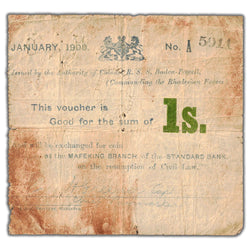 JANUARY, 1900. No. A 5911
Issued by the Authority of Colonel R. S. S. Baden-Powell,
Commanding the Rhodesian Forces
This voucher is
Good for the sum of 1s.
will be exchanged for coin
at the MAFEKING BRANCH of the STANDARD BANK,
on the resumption of Civil Law.